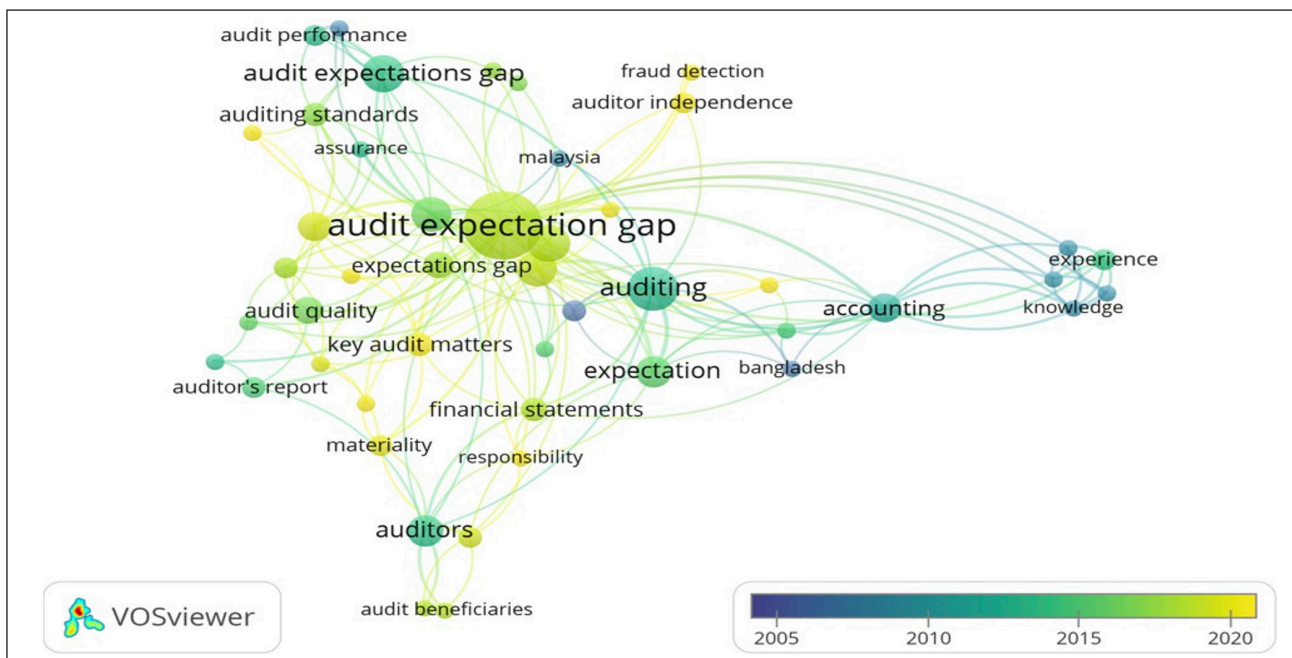 audit performance
audit expectations gap
fraud detection
auditor independence
auditing standards
assurance
malaysia
audit expectation gap
expectations gap
experience
auditing
accounting
knowledge
audit quality
key audit matters
expectation
bangladesh
auditor's report
financial statements
materiality
responsibility
auditors
audit beneficiaries
VOSviewer
2005 2010 2015 2020